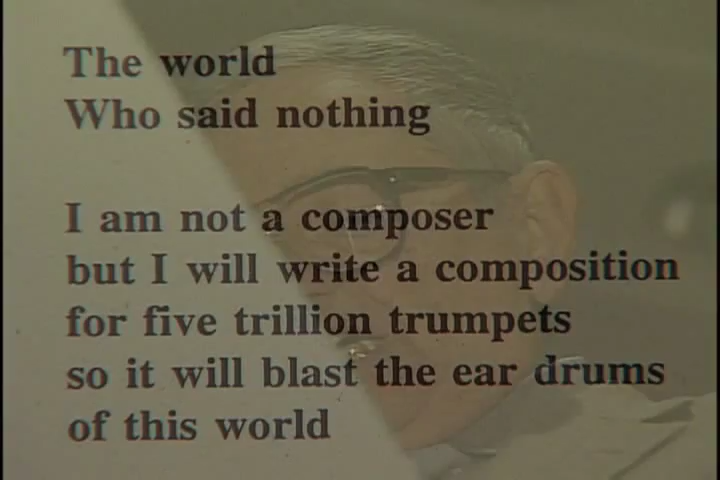 The world
Who said nothing
I am not a composer
but I will write a composition
for five trillion trumpets
so it will blast the ear drums
of this world